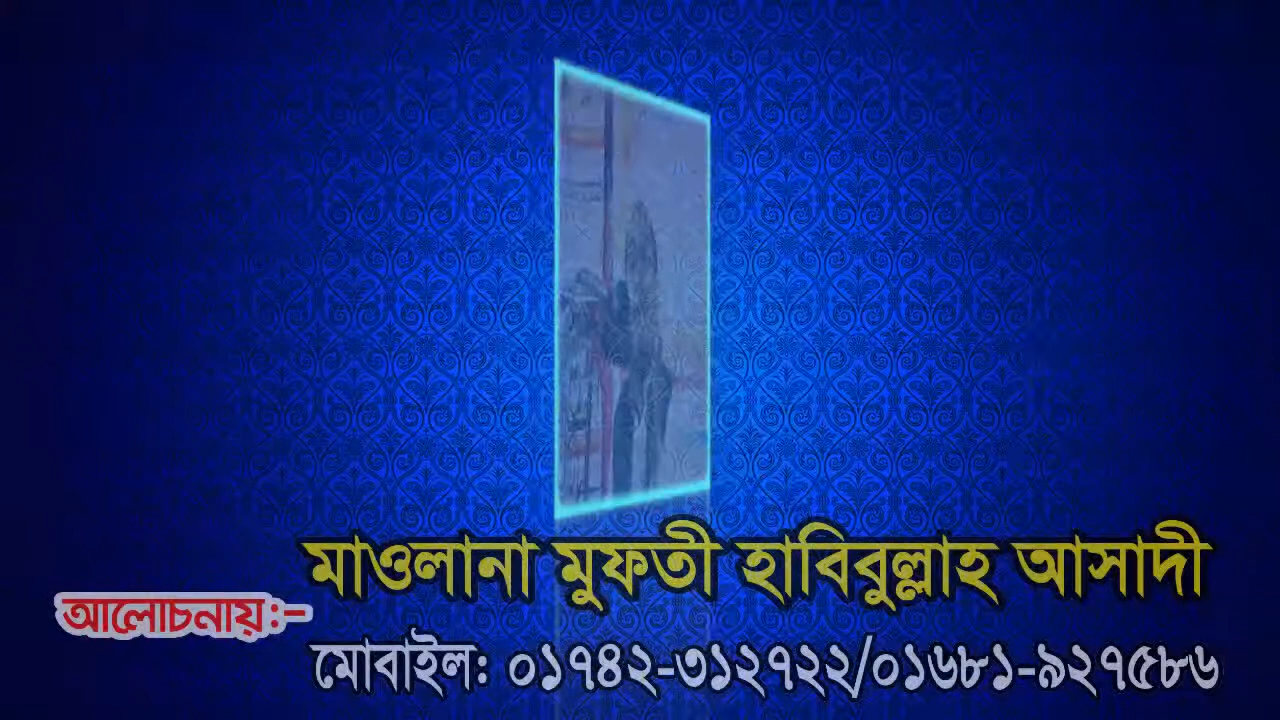 মাওলানা মুফতী হাবিবুল্লাহ আসাদী
আলোচনায়ঃ-
মোবাইল: ০১৭৪২-৩১২৭২২/০১৬৮১-৯২৭৫৮৬